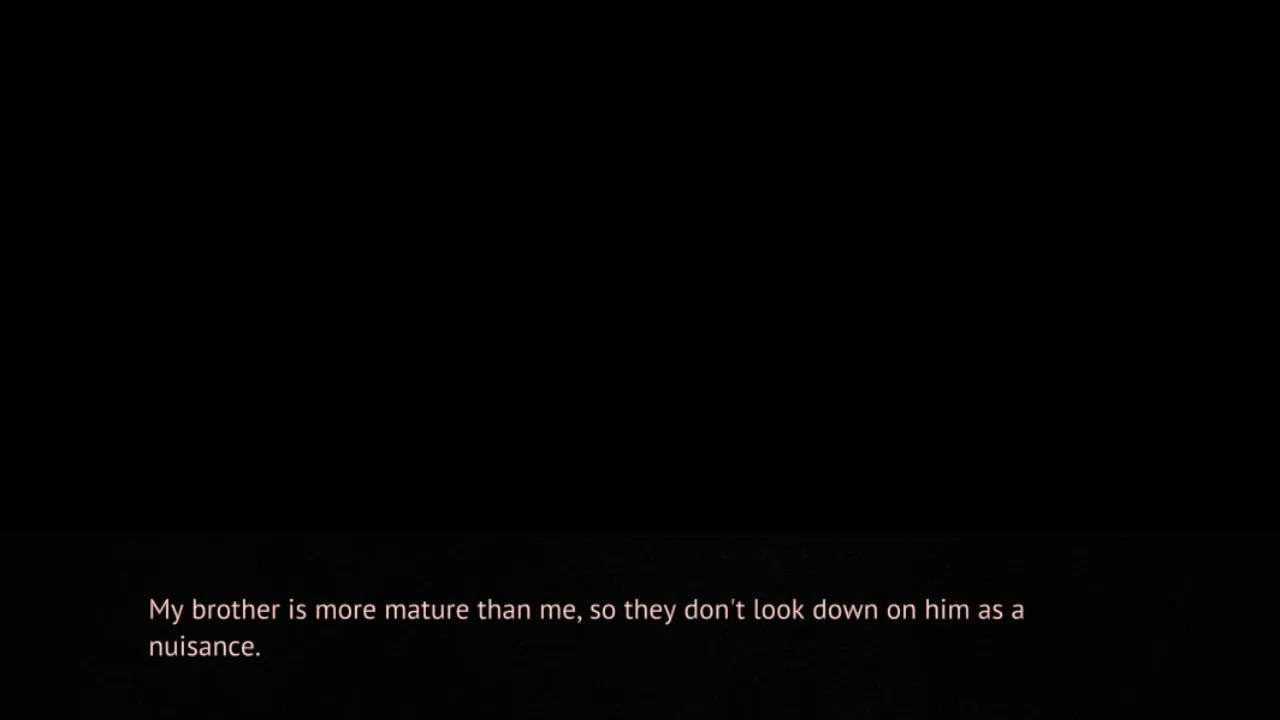 My brother is more mature than me, so they don't look down on him as a
nuisance.